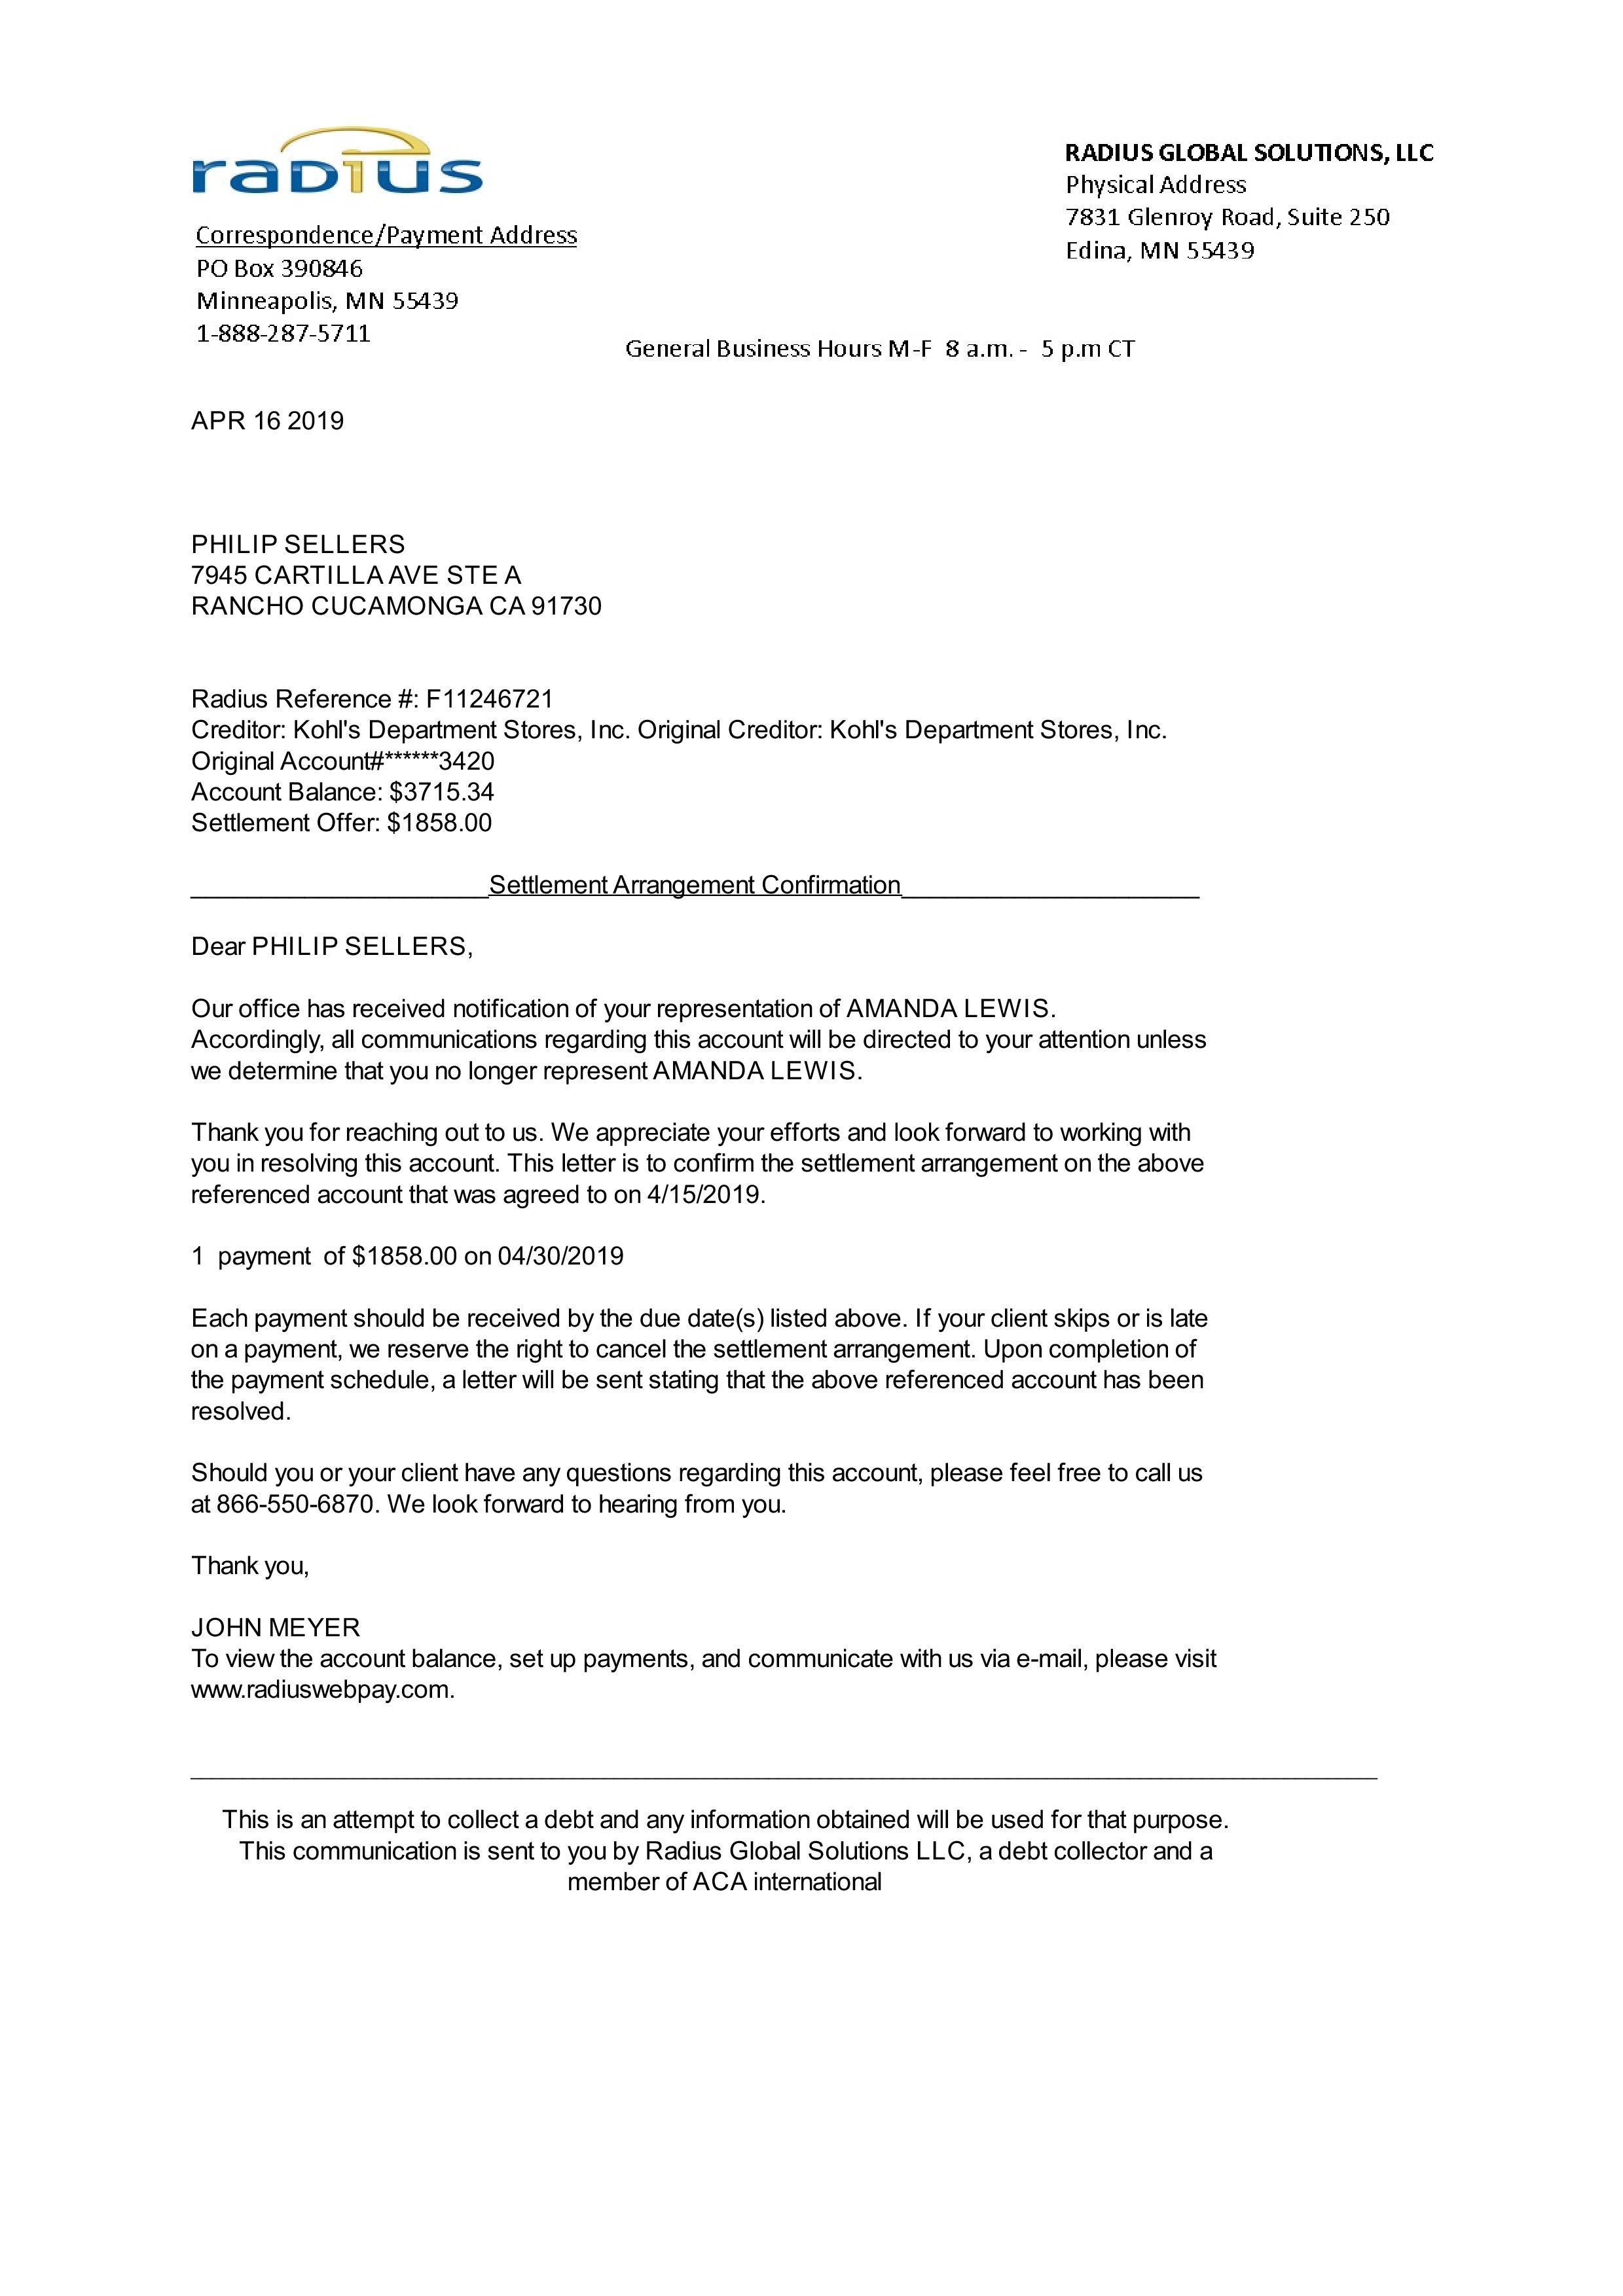 radius
RADIUS GLOBAL SOLUTIONS, LLC
Physical Address
7831 Glenroy Road, Suite 250
Edina, MN 55439
Correspondence/Payment Address
PO Box 390846
Minneapolis, MN 55439
1-888-287-5711
General Business Hours M-F 8 a.m. - 5 p.m CT
APR 16 2019
PHILIP SELLERS
7945 CARTILLA AVE STE A
RANCHO CUCAMONGA CA 91730
Radius Reference #: F11246721
Creditor: Kohl's Department Stores, Inc. Original Creditor: Kohl's Department Stores, Inc.
Original Account#******3420
Account Balance: $3715.34
Settlement Offer: $1858.00
Settlement Arrangement Confirmation
Dear PHILIP SELLERS,
Our office has received notification of your representation of AMANDA LEWIS.
Accordingly, all communications regarding this account will be directed to your attention unless
we determine that you no longer represent AMANDA LEWIS.
Thank you for reaching out to us. We appreciate your efforts and look forward to working with
you in resolving this account. This letter is to confirm the settlement arrangement on the above
referenced account that was agreed to on 4/15/2019.
1 payment of $1858.00 on 04/30/2019
Each payment should be received by the due date(s) listed above. If your client skips or is late
on a payment, we reserve the right to cancel the settlement arrangement. Upon completion of
the payment schedule, a letter will be sent stating that the above referenced account has been
resolved.
Should you or your client have any questions regarding this account, please feel free to call us
at 866-550-6870. We look forward to hearing from you.
Thank you,
JOHN MEYER
To view the account balance, set up payments, and communicate with us via e-mail, please visit
www.radiuswebpay.com.
This is an attempt to collect a debt and any information obtained will be used for that purpose.
This communication is sent to you by Radius Global Solutions LLC, a debt collector and a
member of ACA international